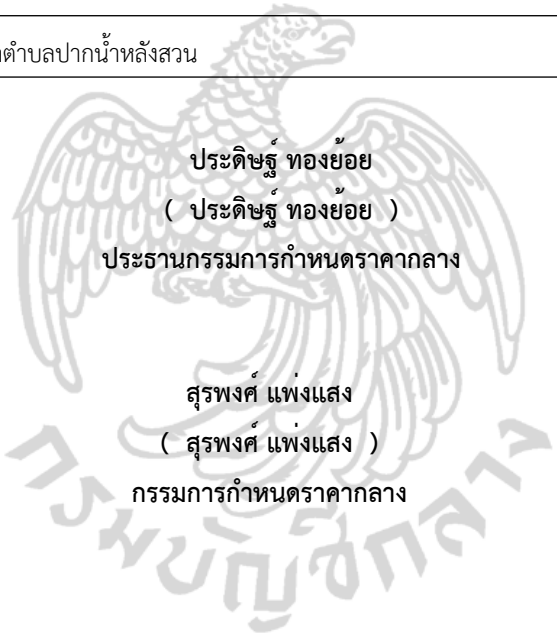 ตำบลปากน้ำหลังสวน
ประดิษฐ์ ทองย้อย
( ประดิษฐ์ ทองย้อย )
ประธานกรรมการกำหนดราคากลาง
สุรพงศ์ แพ่งแสง
( สุรพงศ์ แพ่งแสง )
กรรมการกำหนดราคากลาง
กรมบัญชีกลาง